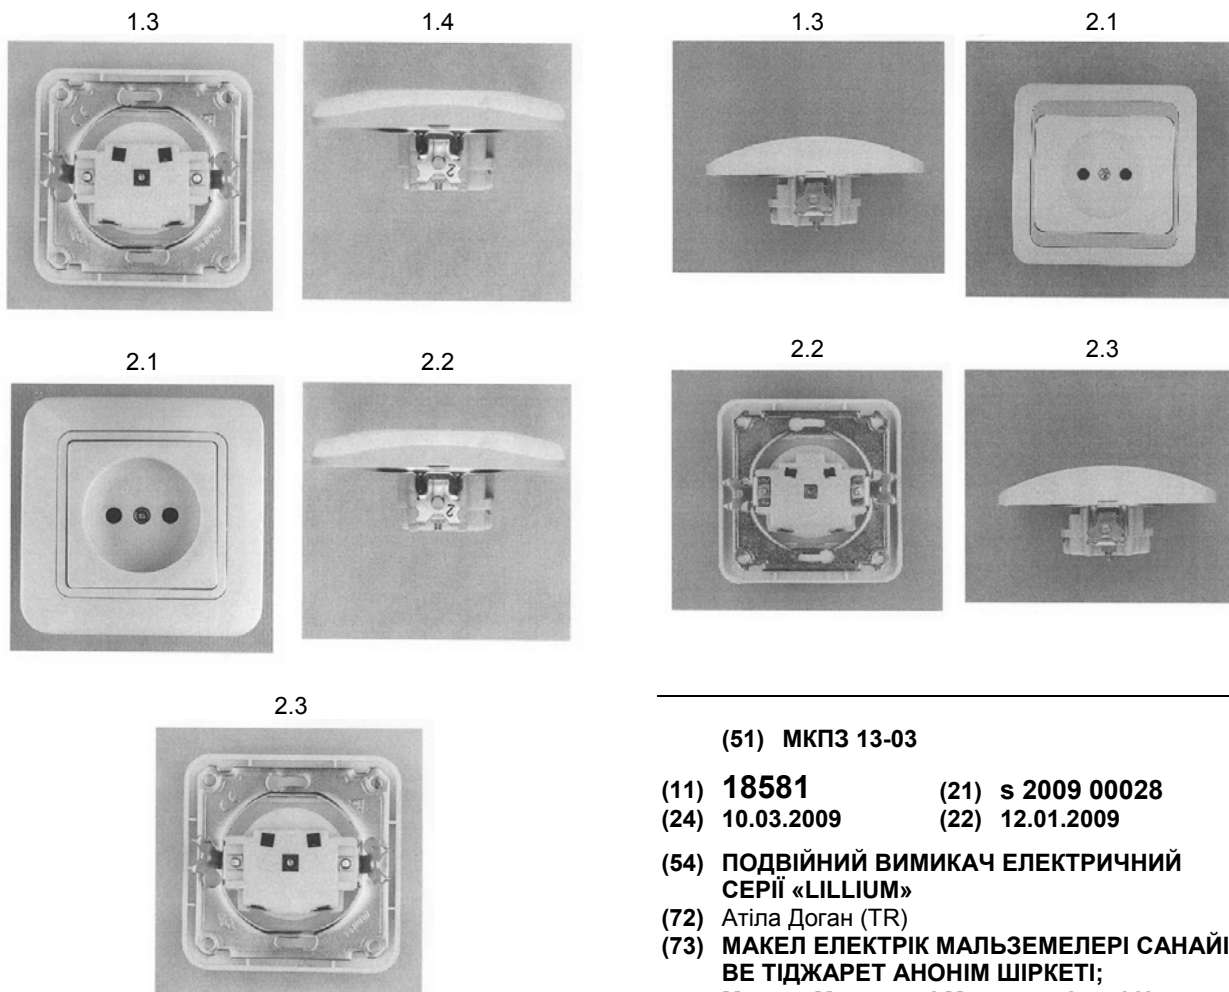 1.3
1.4
2.1
2.2
2.3
1.3
2.1
2.2
2.3
(51) МКПЗ 13-03
(11) 18581 (21) s 2009 00028
(24) 10.03.2009 (22) 12.01.2009
(54) ПОДВІЙНИЙ ВИМИКАЧ ЕЛЕКТРИЧНИЙ
СЕРІЇ «LILLIUM»
(72) Атіла Доган (TR)
(73) МАКЕЛ ЕЛЕКТРІК МАЛЬЗЕМЕЛЕРІ САНАЙІ
ВЕ ТІДЖАРЕТ АНОНІМ ШІРКЕТІ;